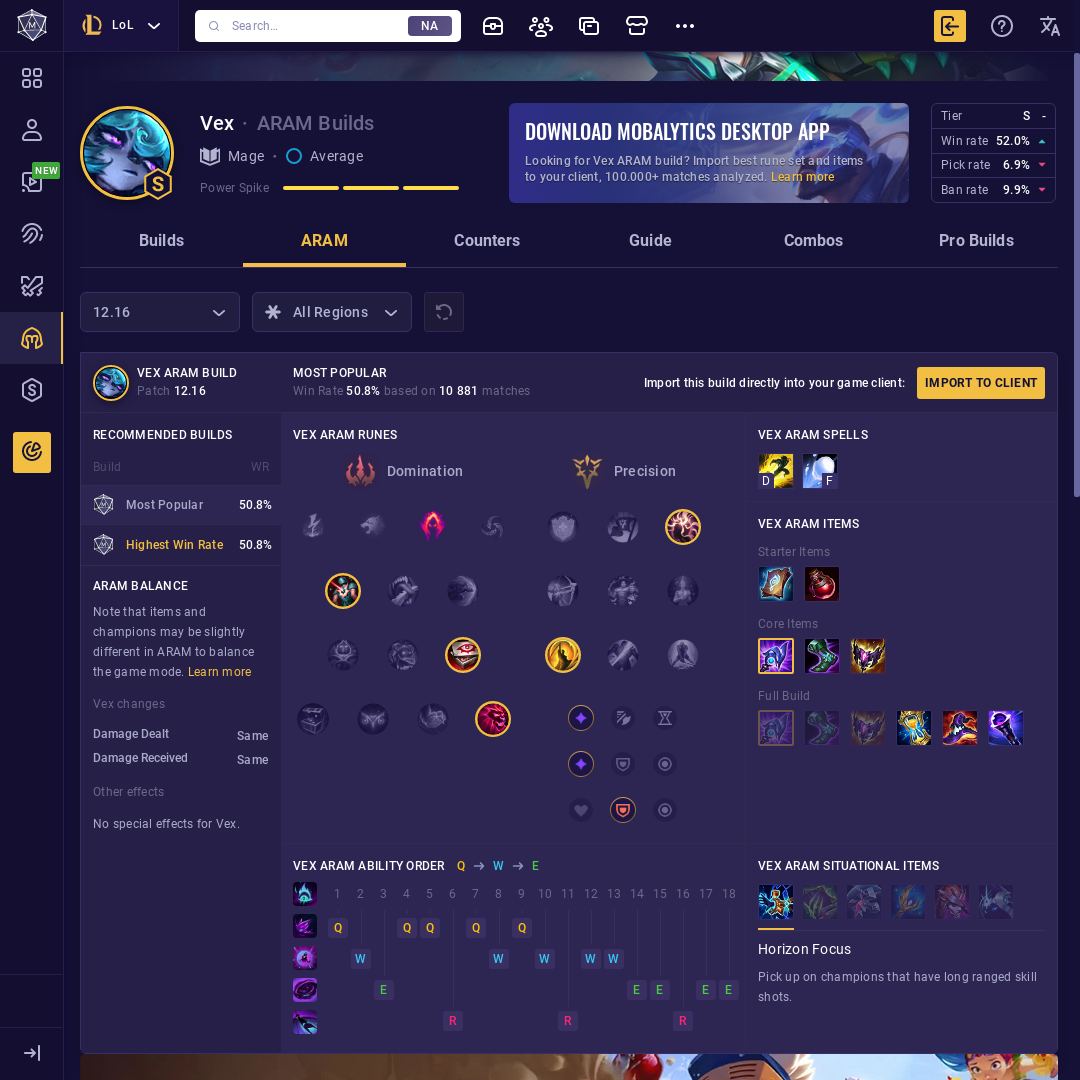 LoL
Search...
NA
NEW
Vex · ARAM Builds
Mage · Average
Power Spike
S
DOWNLOAD MOBALYTICS DESKTOP APP
Looking for Vex ARAM build? Import best rune set and items
to your client, 100.000+ matches analyzed. Learn more
Tier S -
Win rate 52.0%
Pick rate 6.9%
Ban rate 9.9%
Builds ARAM Counters Guide Combos Pro Builds
12.16
All Regions
VEX ARAM BUILD
Patch 12.16
MOST POPULAR
Win Rate 50.8% based on 10 881 matches
Import this build directly into your game client:
IMPORT TO CLIENT
RECOMMENDED BUILDS
Build WR
Most Popular 50.8%
Highest Win Rate 50.8%
ARAM BALANCE
Note that items and
champions may be slightly
different in ARAM to balance
the game mode. Learn more
Vex changes
Damage Dealt Same
Damage Received Same
Other effects
No special effects for Vex.
VEX ARAM RUNES
Domination
Precision
VEX ARAM SPELLS
D F
VEX ARAM ITEMS
Starter Items
Core Items
Full Build
VEX ARAM ABILITY ORDER Q → W → E
1 2 3 4 5 6 7 8 9 10 11 12 13 14 15 16 17 18
Q Q Q Q Q
W W W W W
E E E E E
R R R
VEX ARAM SITUATIONAL ITEMS
Horizon Focus
Pick up on champions that have long ranged skill
shots.